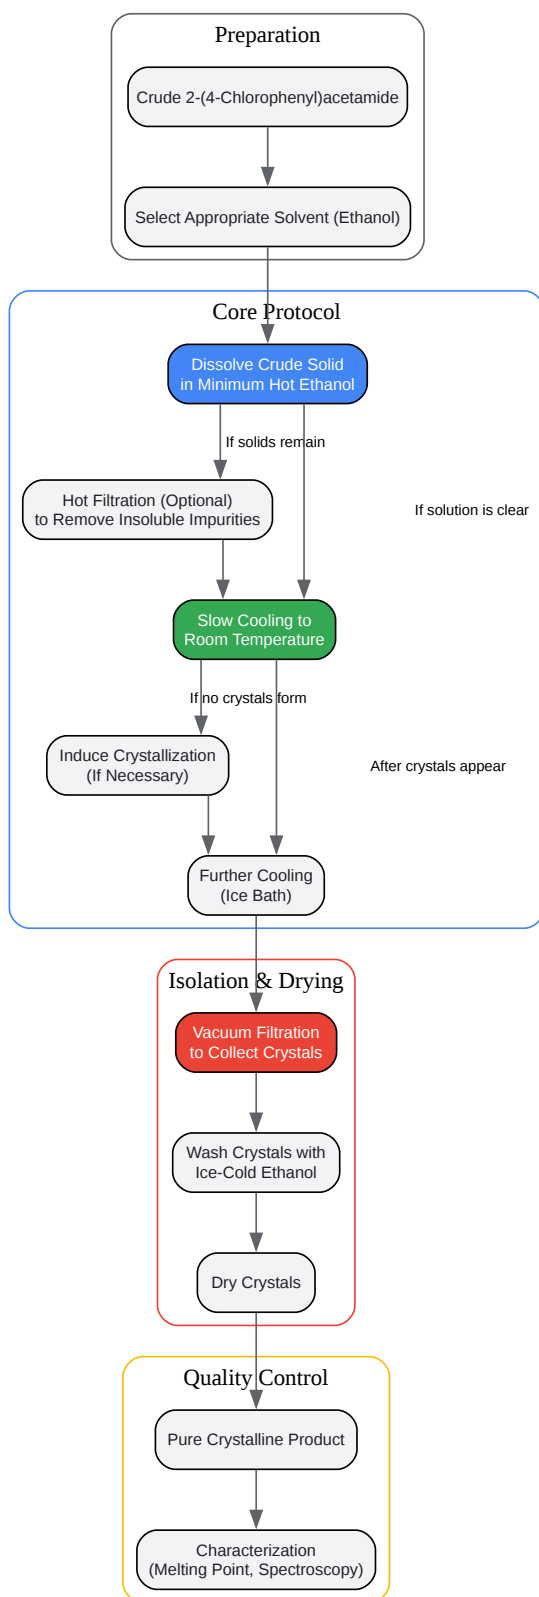 Preparation
Crude 2-(4-Chlorophenyl)acetamide
Select Appropriate Solvent (Ethanol)
Core Protocol
Dissolve Crude Solid
in Minimum Hot Ethanol
If solids remain
Hot Filtration (Optional)
to Remove Insoluble Impurities
If solution is clear
Slow Cooling to
Room Temperature
If no crystals form
Induce Crystallization
(If Necessary)
After crystals appear
Further Cooling
(Ice Bath)
Isolation & Drying
Vacuum Filtration
to Collect Crystals
Wash Crystals with
Ice-Cold Ethanol
Dry Crystals
Quality Control
Pure Crystalline Product
Characterization
(Melting Point, Spectroscopy)